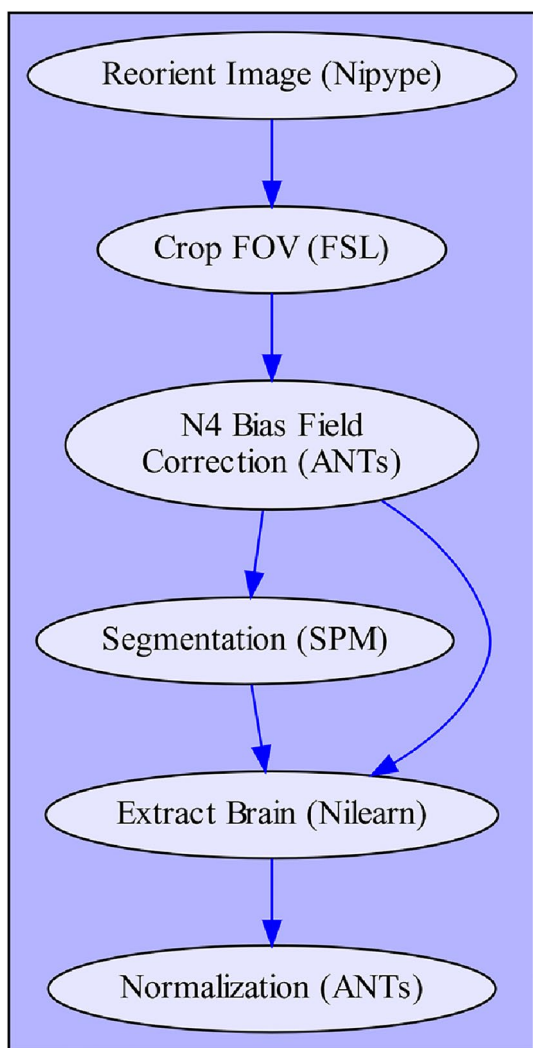 Reorient Image (Nipype)
Crop FOV (FSL)
N4 Bias Field
Correction (ANTs)
Segmentation (SPM)
Extract Brain (Nilearn)
Normalization (ANTs)